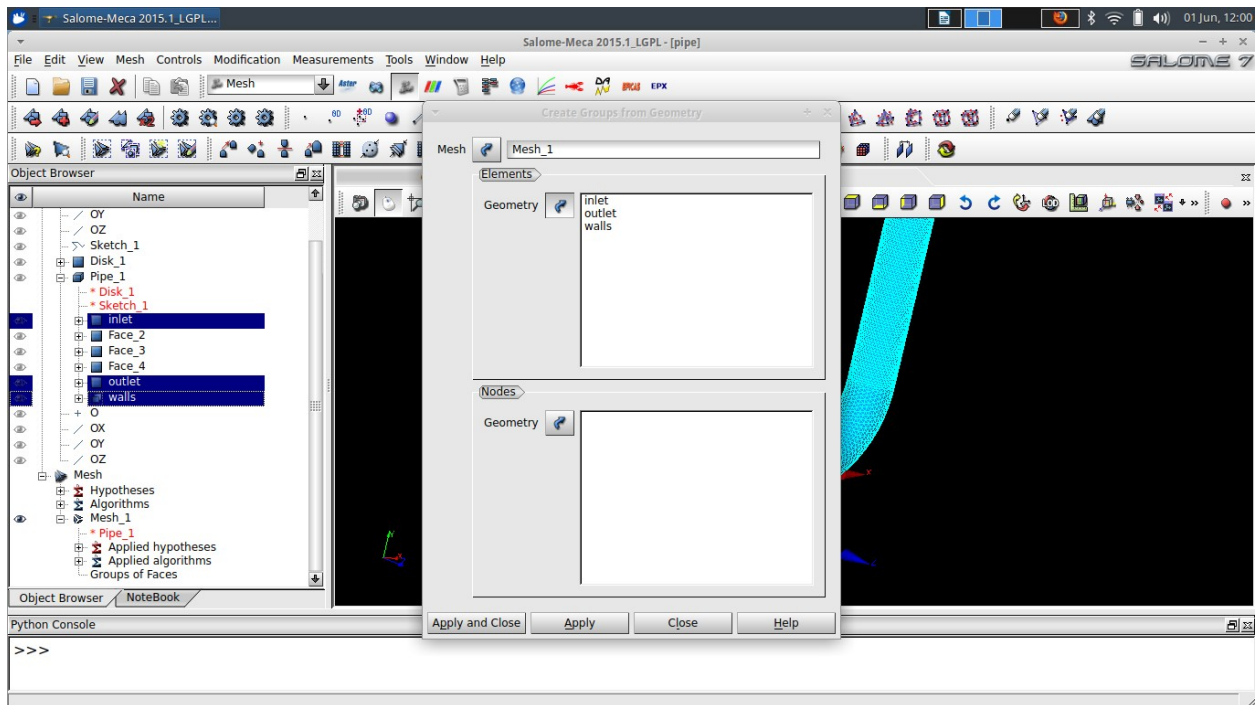 Salome-Meca 2015.1_LGPL...
01 Jun, 12:00
Salome-Meca 2015.1_LGPL - [pipe]
File Edit View Mesh Controls Modification Measurements Tools Window Help
SALOME 7
Mesh
Aster
EPX
Create Groups from Geometry
Mesh
Mesh_1
Object Browser
Elements
Name
Geometry
inlet
outlet
walls
OY
OZ
Sketch_1
Disk_1
Pipe_1
* Disk_1
* Sketch_1
inlet
Face_2
Face_3
Face_4
outlet
walls
O
OX
OY
OZ
Mesh
Hypotheses
Algorithms
Mesh_1
* Pipe_1
Applied hypotheses
Applied algorithms
Groups of Faces
Nodes
Geometry
Object Browser
NoteBook
Apply and Close
Apply
Close
Help
Python Console
>>>